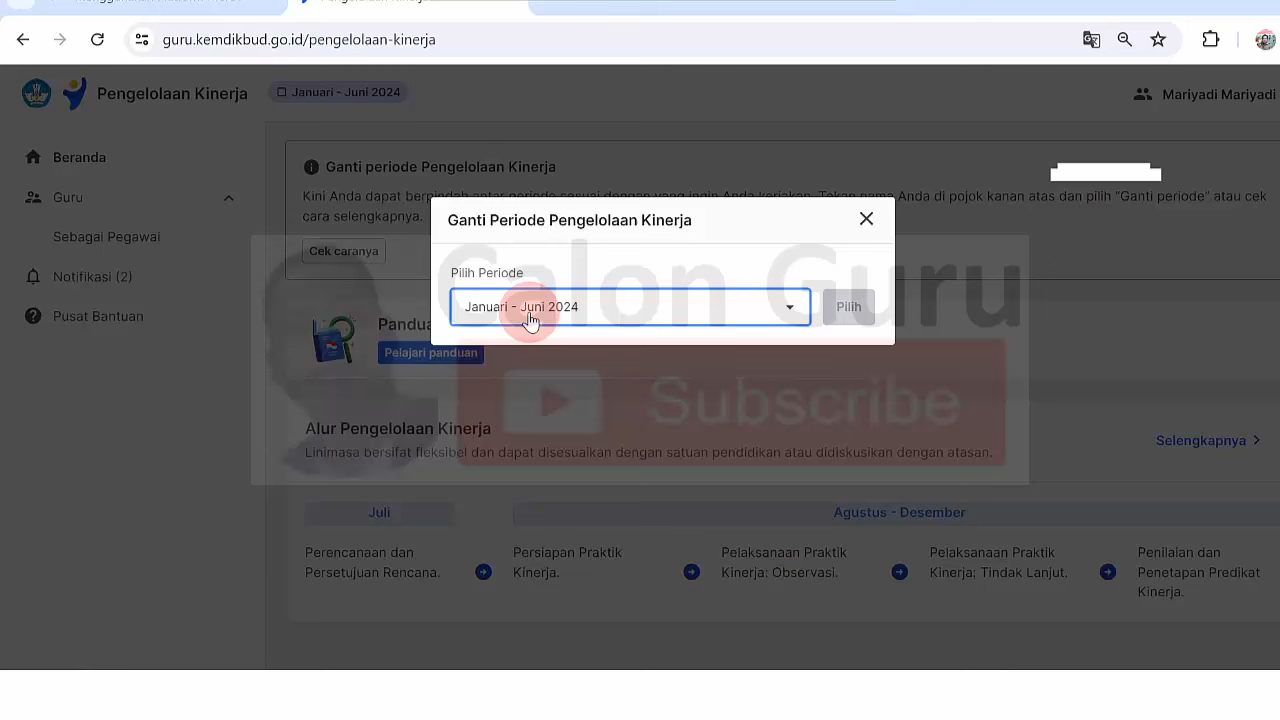 guru.kemdikbud.go.id/pengelolaan-kinerja
Pengelolaan Kinerja
Januari - Juni 2024
Mariyadi Mariyadi
Beranda
Guru
Sebagai Pegawai
Notifikasi (2)
Pusat Bantuan
Ganti periode Pengelolaan Kinerja
Kini Anda dapat berpindah antar periode sesuai dengan yang ingin Anda kerjakan. Tekan nama Anda di pojok kanan atas dan pilih "Ganti periode" atau cek
cara selengkapnya.
Cek caranya
Ganti Periode Pengelolaan Kinerja
Pilih Periode
Januari - Juni 2024
Pilih
Calon Guru
Subscribe
Pelajari panduan
Alur Pengelolaan Kinerja
Linimasa bersifat fleksibel dan dapat disesuaikan dengan satuan pendidikan atau didiskusikan dengan atasan.
Selengkapnya
Juli
Agustus - Desember
Perencanaan dan
Persetujuan Rencana.
Persiapan Praktik
Kinerja.
Pelaksanaan Praktik
Kinerja: Observasi.
Pelaksanaan Praktik
Kinerja: Tindak Lanjut.
Penilaian dan
Penetapan Predikat
Kinerja.